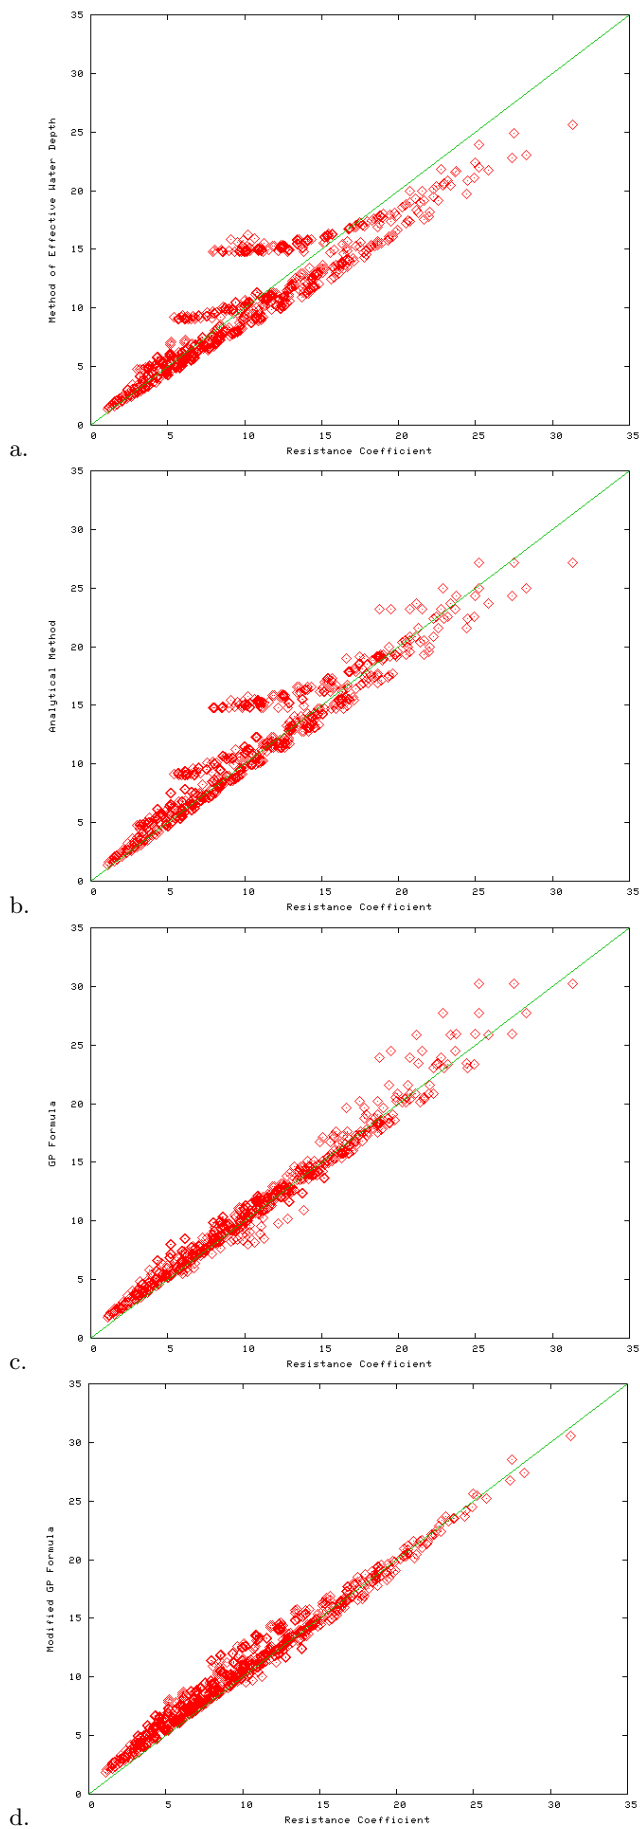 35
30
25
20
15
10
5
0
Method of Effective Water Depth
0 5 10 15 20 25 30 35
Resistance Coefficient
a.
35
30
25
20
15
10
5
0
Analytical Method
0 5 10 15 20 25 30 35
Resistance Coefficient
b.
35
30
25
20
15
10
5
0
GP Formula
0 5 10 15 20 25 30 35
Resistance Coefficient
c.
35
30
25
20
15
10
5
0
Modified GP Formula
0 5 10 15 20 25 30 35
Resistance Coefficient
d.